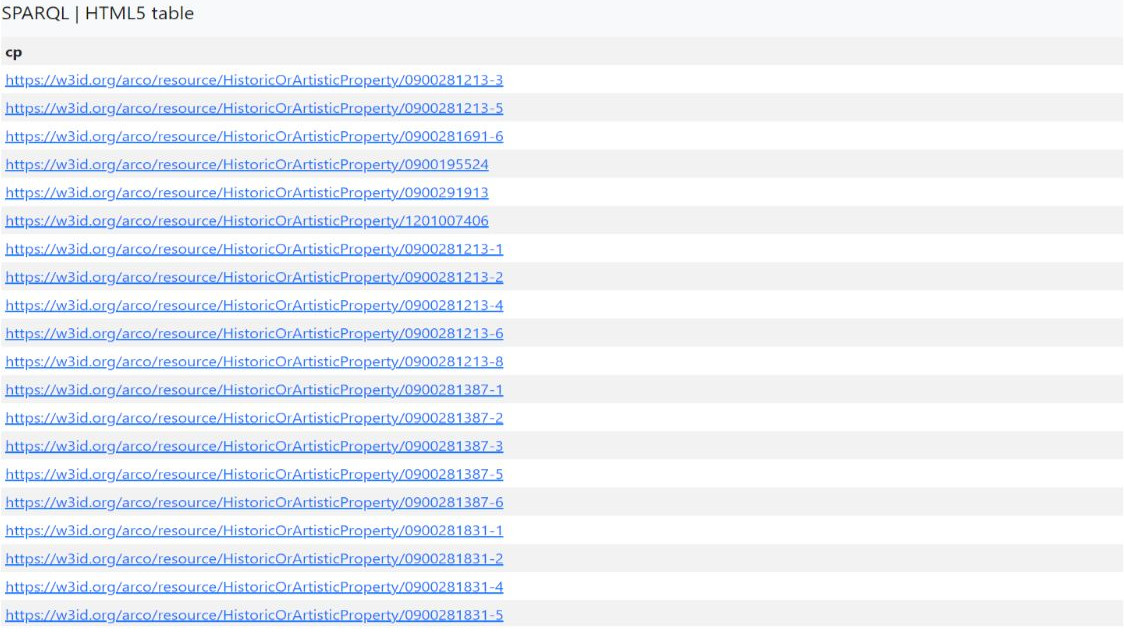 SPARQL | HTML5 table
cp
https://w3id.org/arco/resource/HistoricOrArtisticProperty/0900281213-3
https://w3id.org/arco/resource/HistoricOrArtisticProperty/0900281213-5
https://w3id.org/arco/resource/HistoricOrArtisticProperty/0900281691-6
https://w3id.org/arco/resource/HistoricOrArtisticProperty/0900195524
https://w3id.org/arco/resource/HistoricOrArtisticProperty/0900291913
https://w3id.org/arco/resource/HistoricOrArtisticProperty/1201007406
https://w3id.org/arco/resource/HistoricOrArtisticProperty/0900281213-1
https://w3id.org/arco/resource/HistoricOrArtisticProperty/0900281213-2
https://w3id.org/arco/resource/HistoricOrArtisticProperty/0900281213-4
https://w3id.org/arco/resource/HistoricOrArtisticProperty/0900281213-6
https://w3id.org/arco/resource/HistoricOrArtisticProperty/0900281213-8
https://w3id.org/arco/resource/HistoricOrArtisticProperty/0900281387-1
https://w3id.org/arco/resource/HistoricOrArtisticProperty/0900281387-2
https://w3id.org/arco/resource/HistoricOrArtisticProperty/0900281387-3
https://w3id.org/arco/resource/HistoricOrArtisticProperty/0900281387-5
https://w3id.org/arco/resource/HistoricOrArtisticProperty/0900281387-6
https://w3id.org/arco/resource/HistoricOrArtisticProperty/0900281831-1
https://w3id.org/arco/resource/HistoricOrArtisticProperty/0900281831-2
https://w3id.org/arco/resource/HistoricOrArtisticProperty/0900281831-4
https://w3id.org/arco/resource/HistoricOrArtisticProperty/0900281831-5